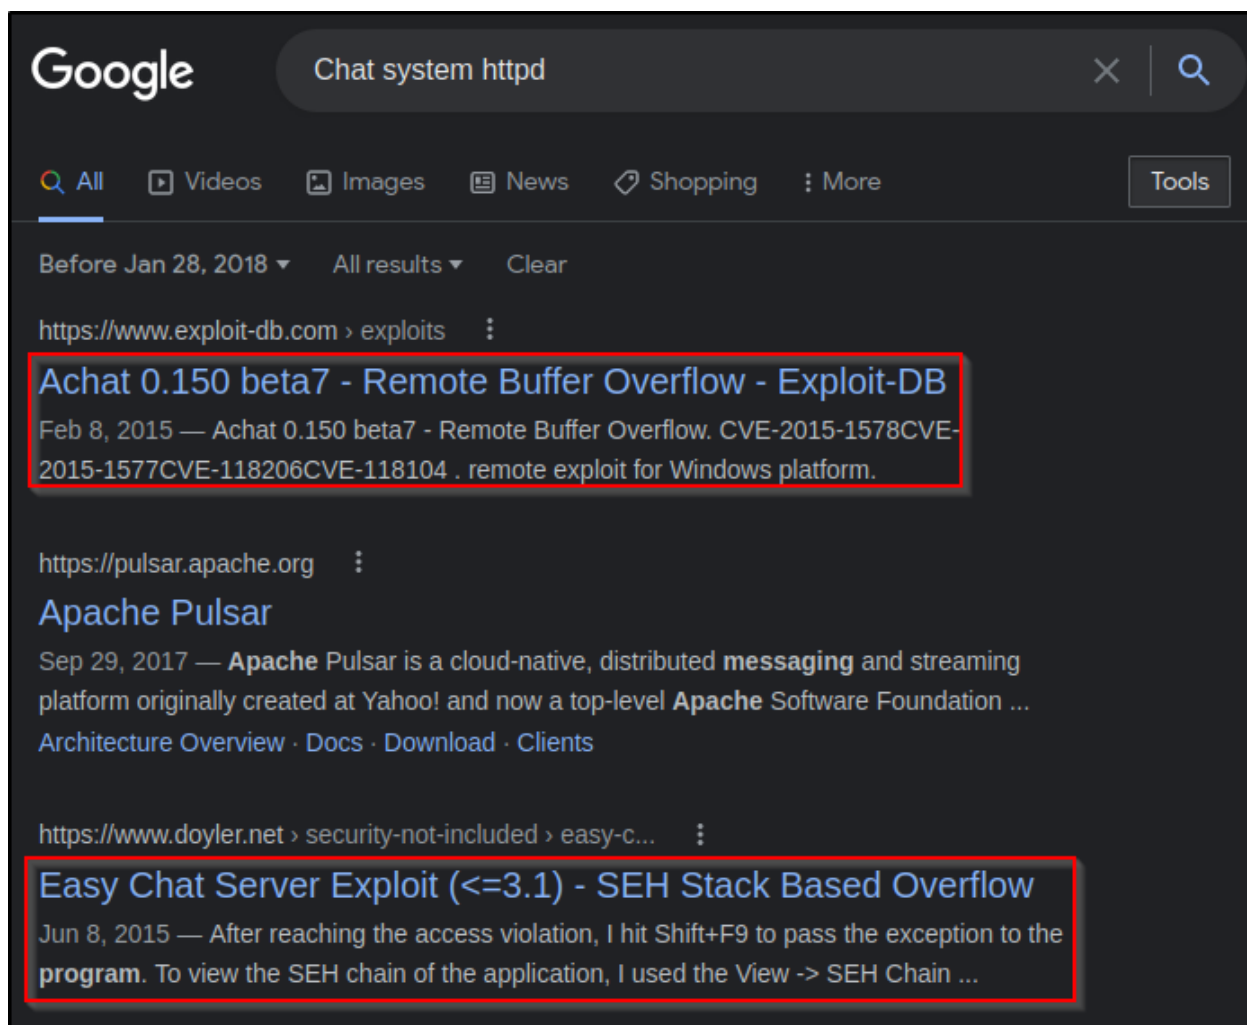 Google
Chat system httpd
All Videos Images News Shopping More Tools
Before Jan 28, 2018 All results Clear
https://www.exploit-db.com › exploits
Achat 0.150 beta7 - Remote Buffer Overflow - Exploit-DB
Feb 8, 2015 — Achat 0.150 beta7 - Remote Buffer Overflow. CVE-2015-1578CVE-
2015-1577CVE-118206CVE-118104 . remote exploit for Windows platform.
https://pulsar.apache.org
Apache Pulsar
Sep 29, 2017 — Apache Pulsar is a cloud-native, distributed messaging and streaming
platform originally created at Yahoo! and now a top-level Apache Software Foundation ...
Architecture Overview · Docs · Download · Clients
https://www.doyler.net › security-not-included › easy-c...
Easy Chat Server Exploit (<=3.1) - SEH Stack Based Overflow
Jun 8, 2015 — After reaching the access violation, I hit Shift+F9 to pass the exception to the
program. To view the SEH chain of the application, I used the View -> SEH Chain ...